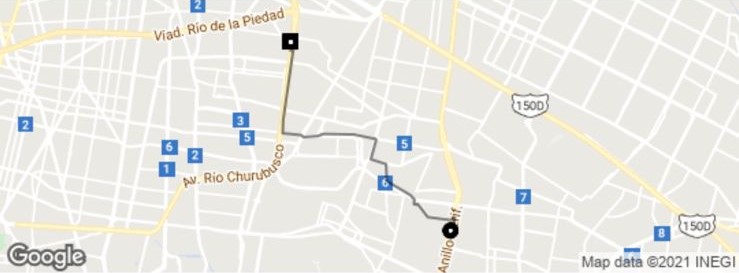 2
Viad. Río de la Piedad
150D
3
2
5
5
6
2
1
6
Av. Río Churubusco
7
150D
8
Anillo Perif.
Google
Map data ©2021 INEGI